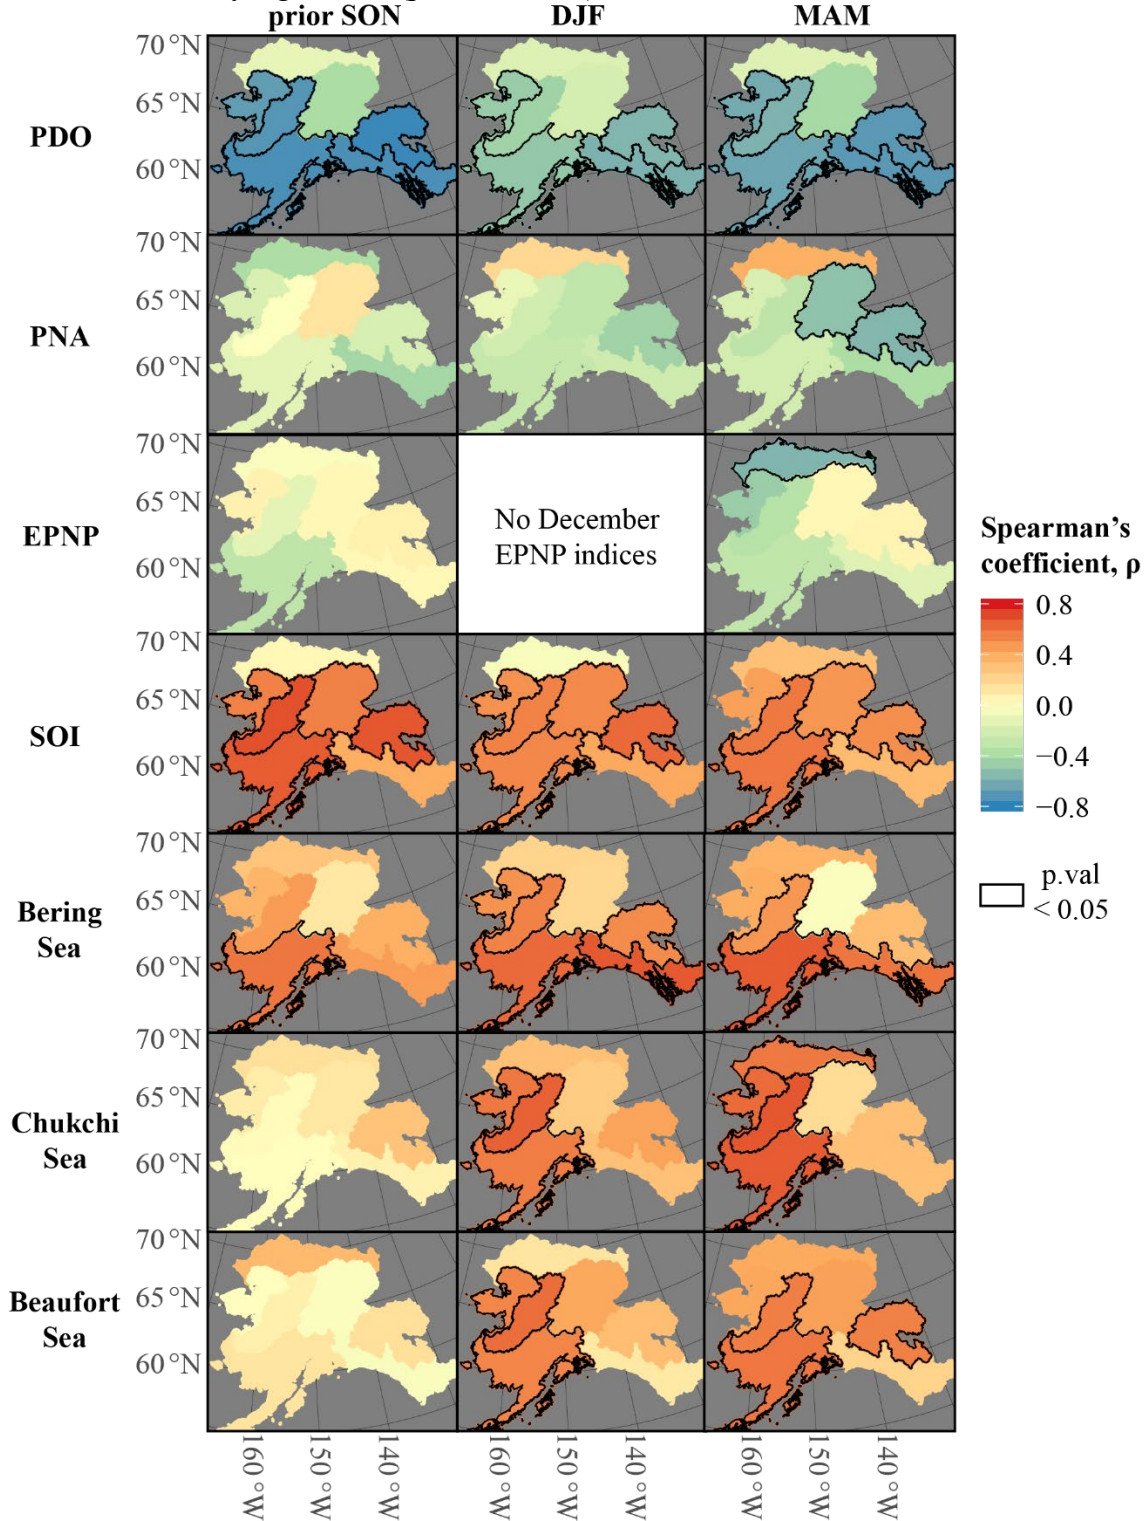 prior SON DJF MAM
70°N
65°N
PDO
60°N
70°N
65°N
PNA
60°N
70°N
65°N
EPNP
60°N
No December
EPNP indices
70°N
65°N
SOI
60°N
70°N
65°N
Bering
Sea
60°N
70°N
65°N
Chukchi
Sea
60°N
70°N
65°N
Beaufort
Sea
60°N
160°W 150°W 140°W 160°W 150°W 140°W 160°W 150°W 140°W
Spearman's
coefficient, ρ
0.8
0.4
0.0
−0.4
−0.8
p.val
< 0.05